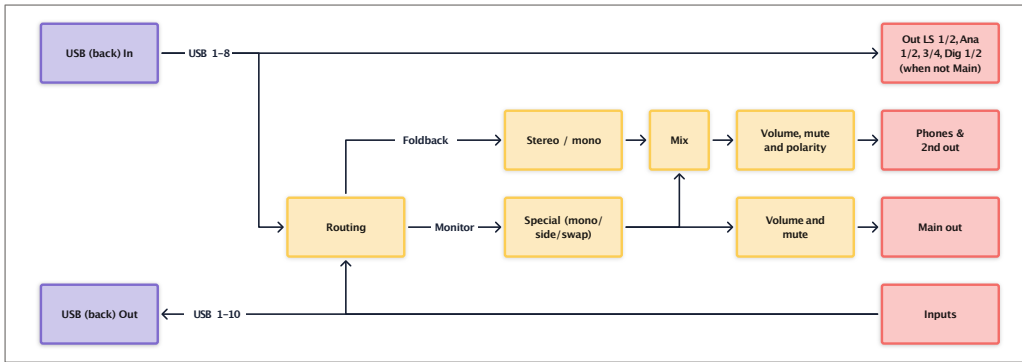 USB (back) In
USB 1-8
Out LS 1/2, Ana
1/2, 3/4, Dig 1/2
(when not Main)
Foldback
Stereo / mono
Mix
Volume, mute
and polarity
Phones &
2nd out
Routing
Monitor
Special (mono/
side/swap)
Volume and
mute
Main out
USB (back) Out
USB 1-10
Inputs